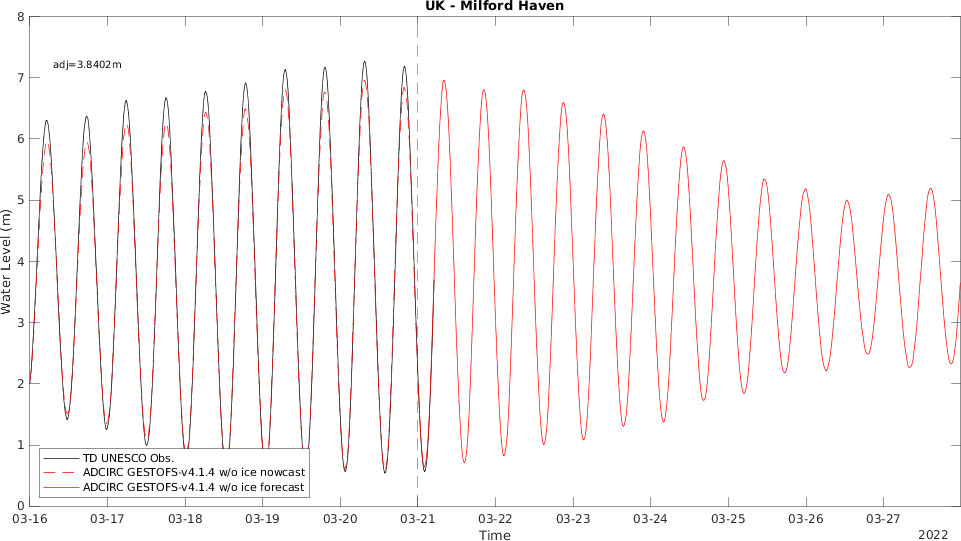 UK - Milford Haven
8
adj=3.8402m
7
6
5
4
3
2
1
0
Water Level (m)
TD UNESCO Obs.
ADCIRC GESTOFS-v4.1.4 w/o ice nowcast
ADCIRC GESTOFS-v4.1.4 w/o ice forecast
03-16 03-17 03-18 03-19 03-20 03-21 03-22 03-23 03-24 03-25 03-26 03-27
Time
2022